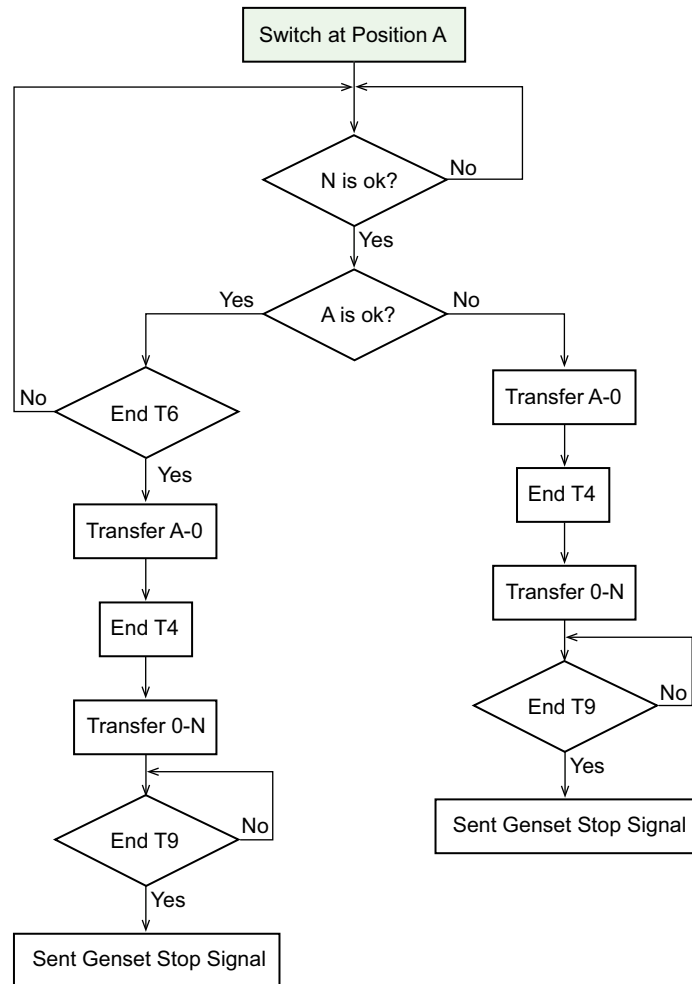 Switch at Position A
N is ok?
No
Yes
A is ok?
Yes
No
End T6
No
Yes
Transfer A-0
End T4
Transfer 0-N
End T9
No
Yes
Sent Genset Stop Signal
Transfer A-0
End T4
Transfer 0-N
End T9
No
Yes
Sent Genset Stop Signal